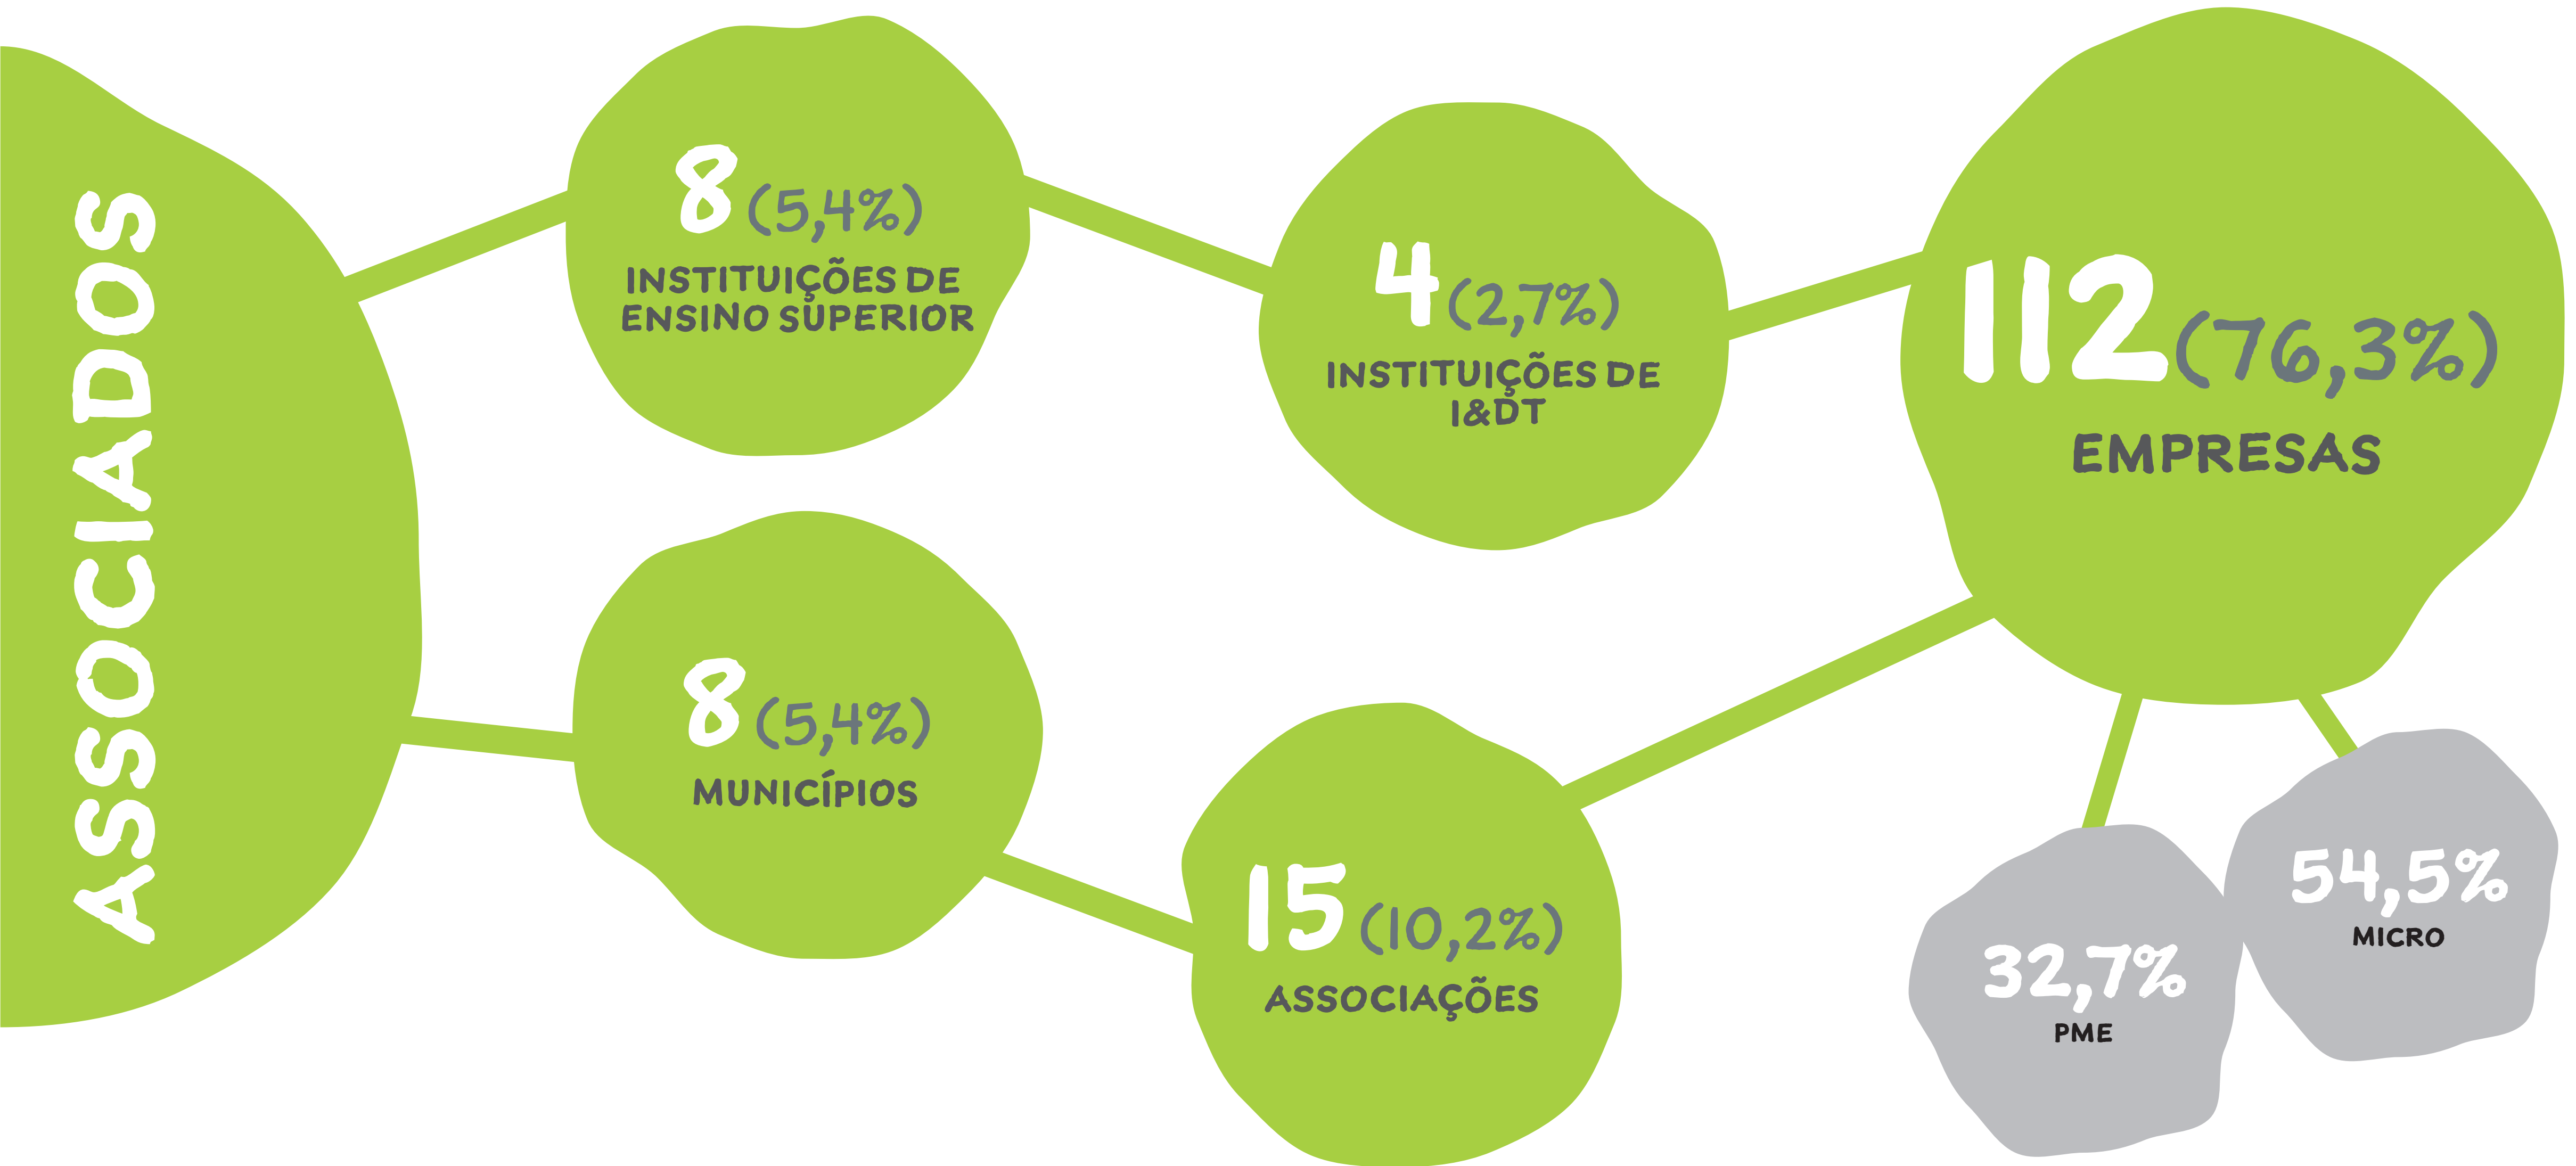 ASSOCIADOS
8 (5,4%)
INSTITUIÇÕES DE
ENSINO SUPERIOR
4 (2,7%)
INSTITUIÇÕES DE
I&DT
112 (76,3%)
EMPRESAS
8 (5,4%)
MUNICÍPIOS
15 (10,2%)
ASSOCIAÇÕES
32,7%
PME
54,5%
MICRO